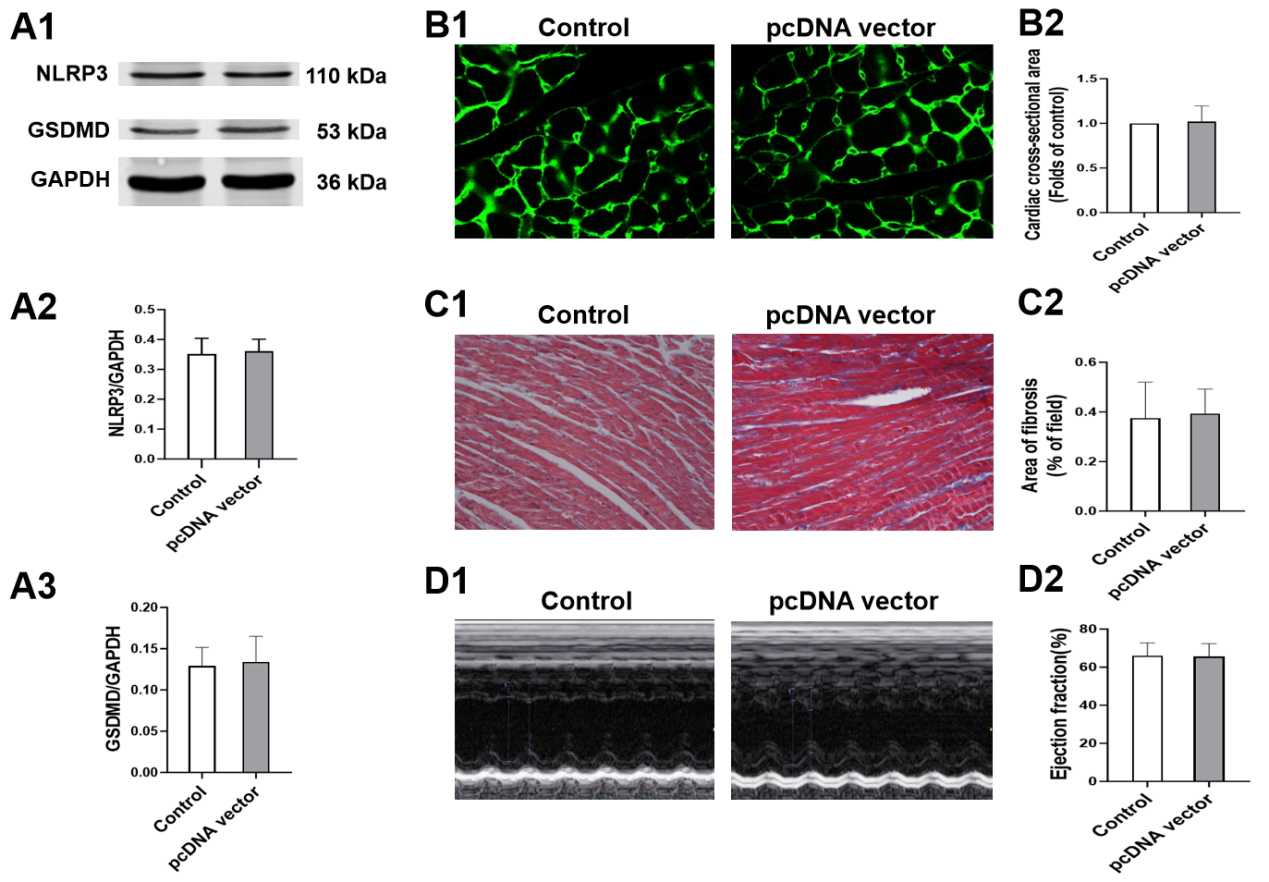 A1
NLRP3
110 kDa
GSDMD
53 kDa
GAPDH
36 kDa
A2
NLRP3/GAPDH
0.5
0.4
0.3
0.2
0.1
0.0
Control
pcDNA vector
A3
GSDMD/GAPDH
0.20
0.15
0.10
0.05
0.00
Control
pcDNA vector
B1
Control
pcDNA vector
B2
Cardiac cross-sectional area
(Folds of control)
1.5
1.0
0.5
0.0
Control
pcDNA vector
C1
Control
pcDNA vector
C2
Area of fibrosis
(% of field)
0.6
0.4
0.2
0.0
Control
pcDNA vector
D1
Control
pcDNA vector
D2
Ejection fraction(%)
80
60
40
20
0
Control
pcDNA vector